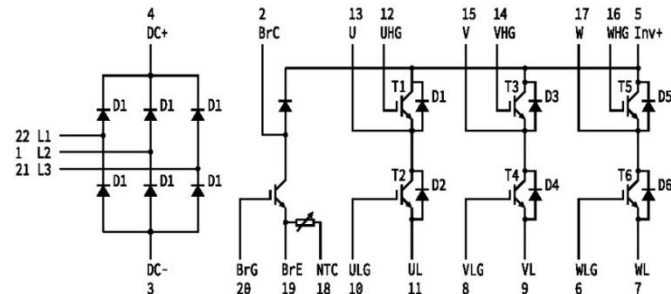 4 2 13 12 15 14 17 16 5
DC+ BrC U UHG V VHG W WHG Inv+
T1 D1 T3 D3 T5 D5
D1 D1 D1
22 L1
1 L2
21 L3
D1 D1 D1 T2 D2 T4 D4 T6 D6
DC- BrG BrE NTC ULG UL VLG VL WLG WL
3 20 19 18 10 11 8 9 6 7